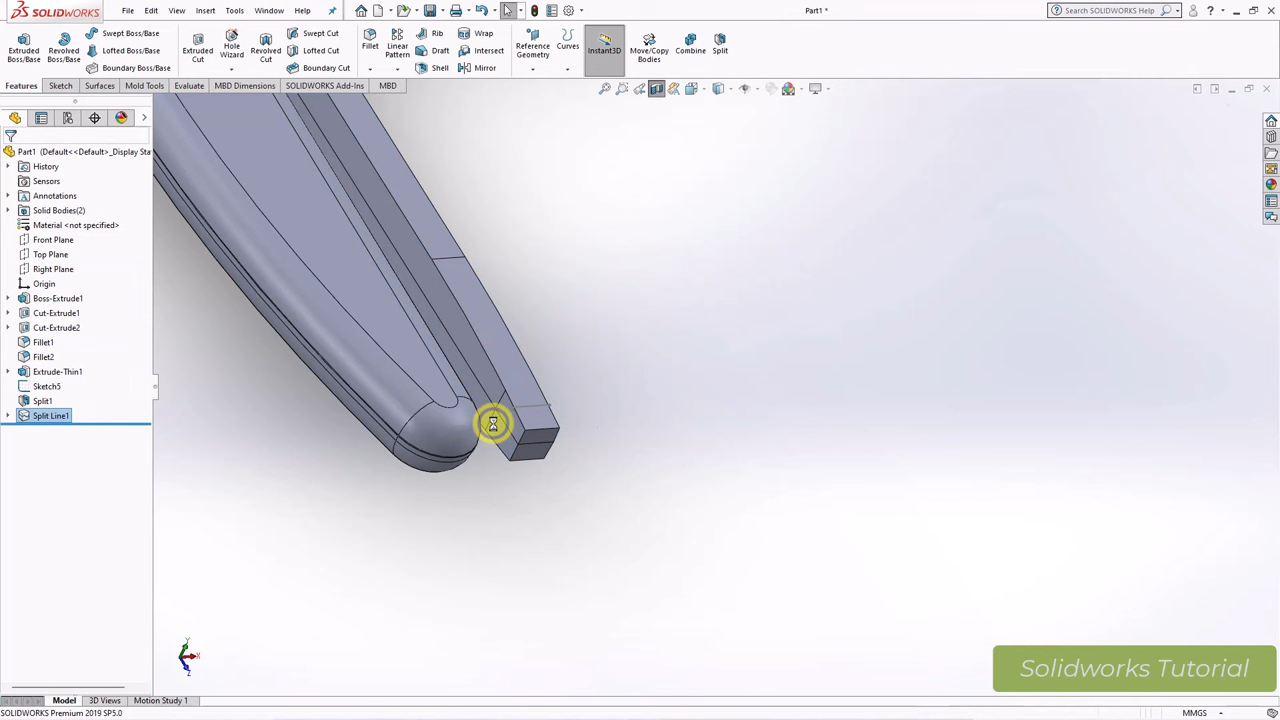 SOLIDWORKS
File
Edit
View
Insert
Tools
Window
Part1 *
Search SOLIDWORKS Help
Extruded Boss/Base
Revolved Boss/Base
Swept Boss/Base
Lofted Boss/Base
Boundary Boss/Base
Extruded Cut
Hole Wizard
Revolved Cut
Swept Cut
Lofted Cut
Boundary Cut
Fillet
Linear Pattern
Rib
Draft
Shell
Wrap
Intersect
Mirror
Reference Geometry
Curves
Instant3D
Move/Copy Bodies
Combine
Split
Features
Sketch
Surfaces
Mold Tools
Evaluate
MBD Dimensions
SOLIDWORKS Add-Ins
MBD
Part1 (Default<<Default>_Display Sta
History
Sensors
Annotations
Solid Bodies(2)
Material <not specified>
Front Plane
Top Plane
Right Plane
Origin
Boss-Extrude1
Cut-Extrude1
Cut-Extrude2
Fillet1
Fillet2
Extrude-Thin1
Sketch5
Split1
Split Line1
Y
X
Z
Solidworks Tutorial
Model
3D Views
Motion Study 1
SOLIDWORKS Premium 2019 SP5.0
MMGS